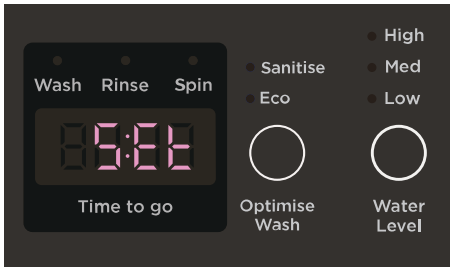 High
Sanitise
Med
Wash Rinse Spin
Eco
Low
5:Et
Time to go
Optimise
Wash
Water
Level